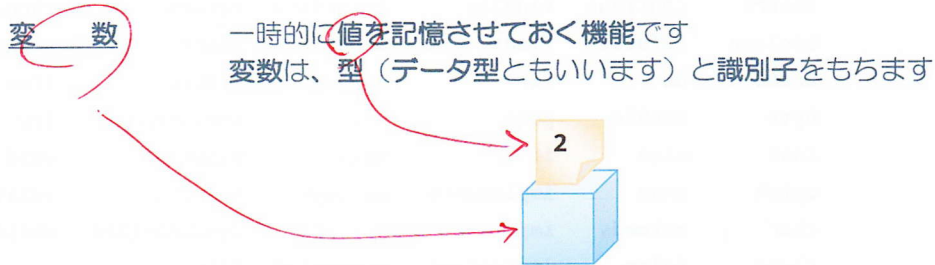 変数
一時的に値を記憶させておく機能です
変数は、型（データ型ともいいます）と識別子をもちます
2